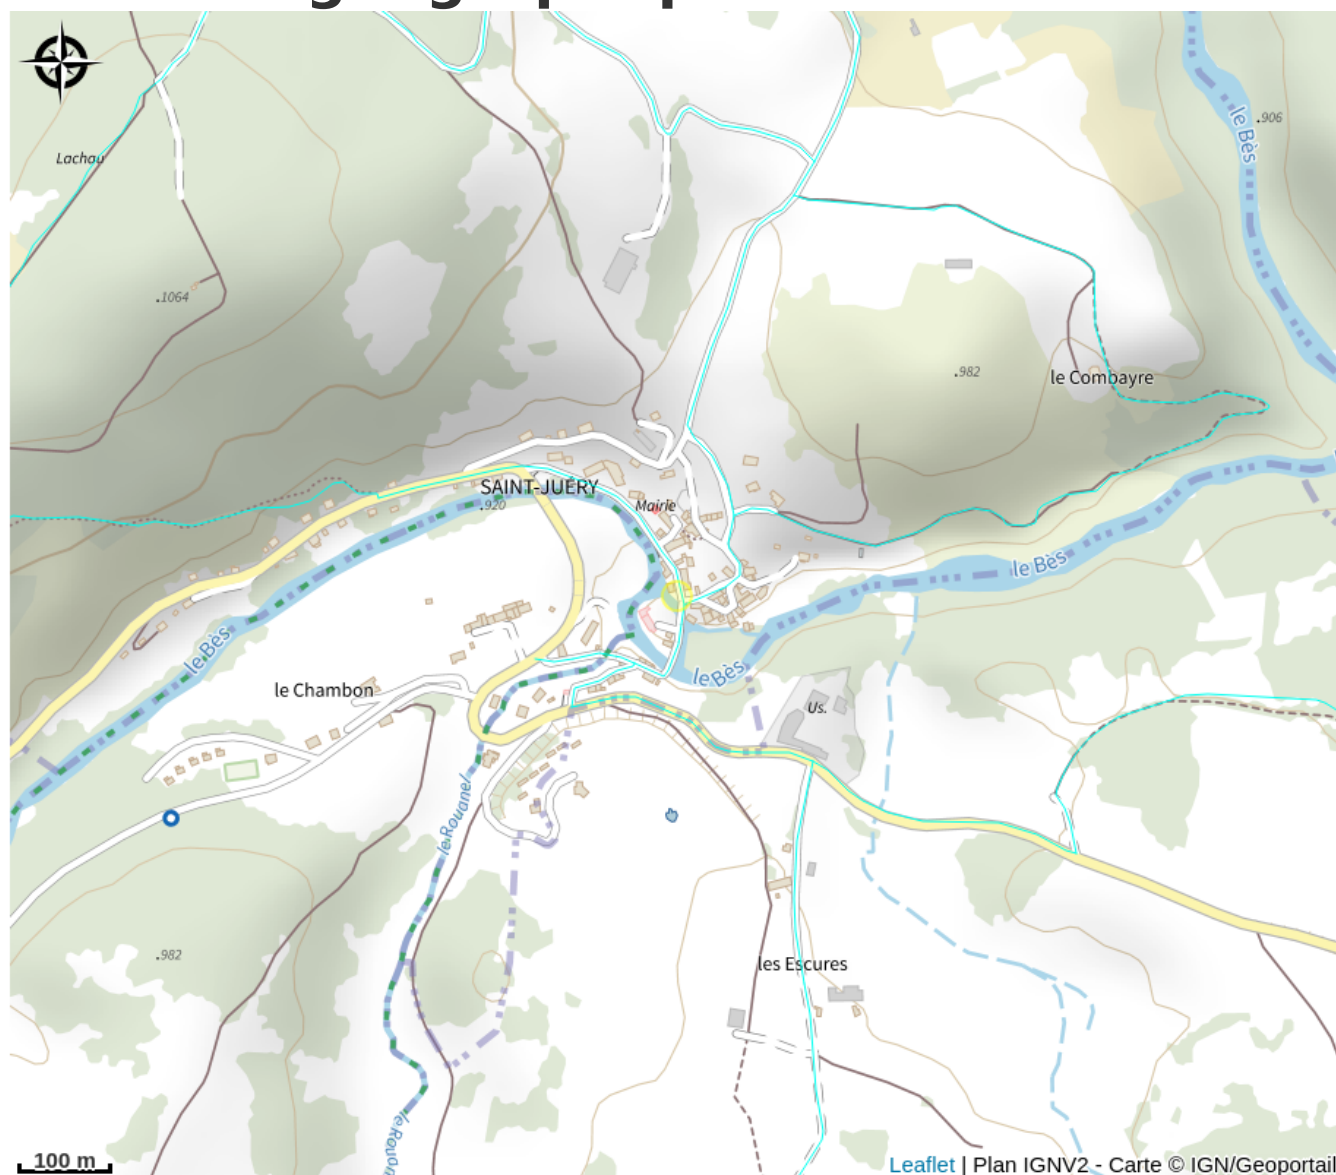 le Bès
.906
Lachau
.1064
.982
le Combayre
SAINT-JUÉRY
.920
Mairie
le Bès
le Bès
le Bès
le Chambon
Us.
le Rouanel
.982
les Escures
100 m
Leaflet | Plan IGNV2 - Carte © IGN/Geoportail